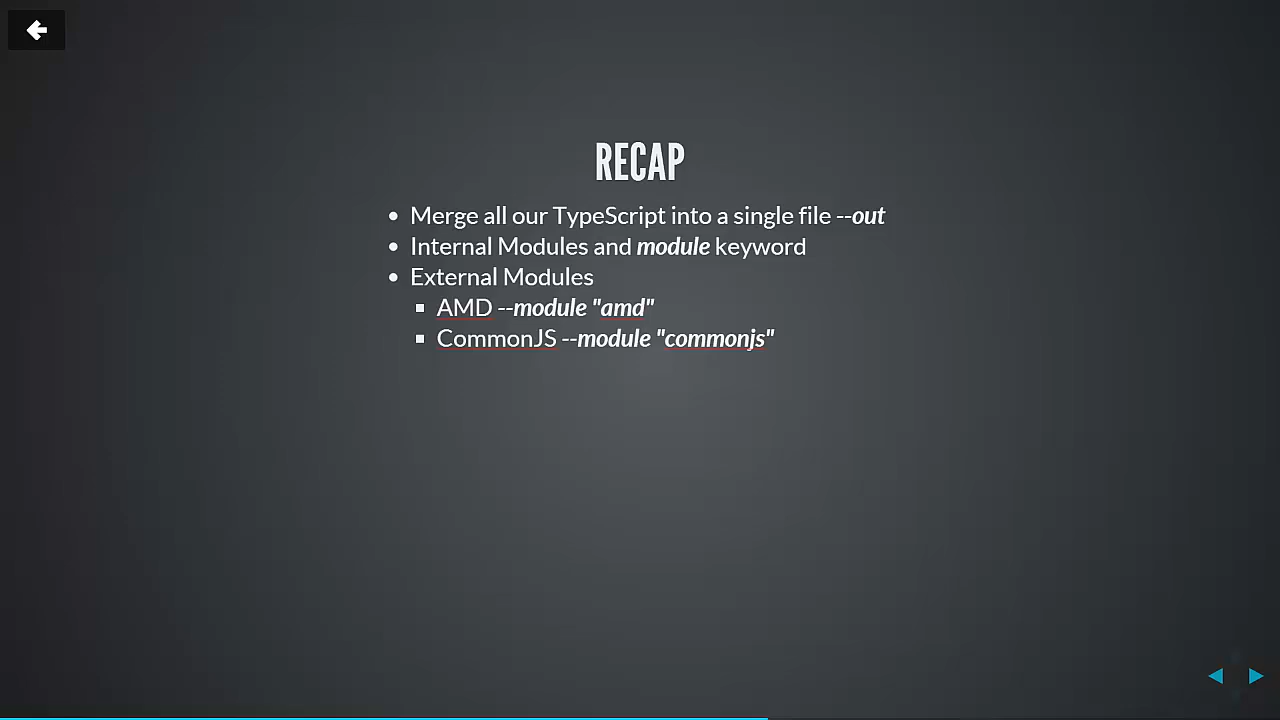 RECAP
Merge all our TypeScript into a single file --out
Internal Modules and module keyword
External Modules
AMD --module "amd"
CommonJS --module "commonjs"